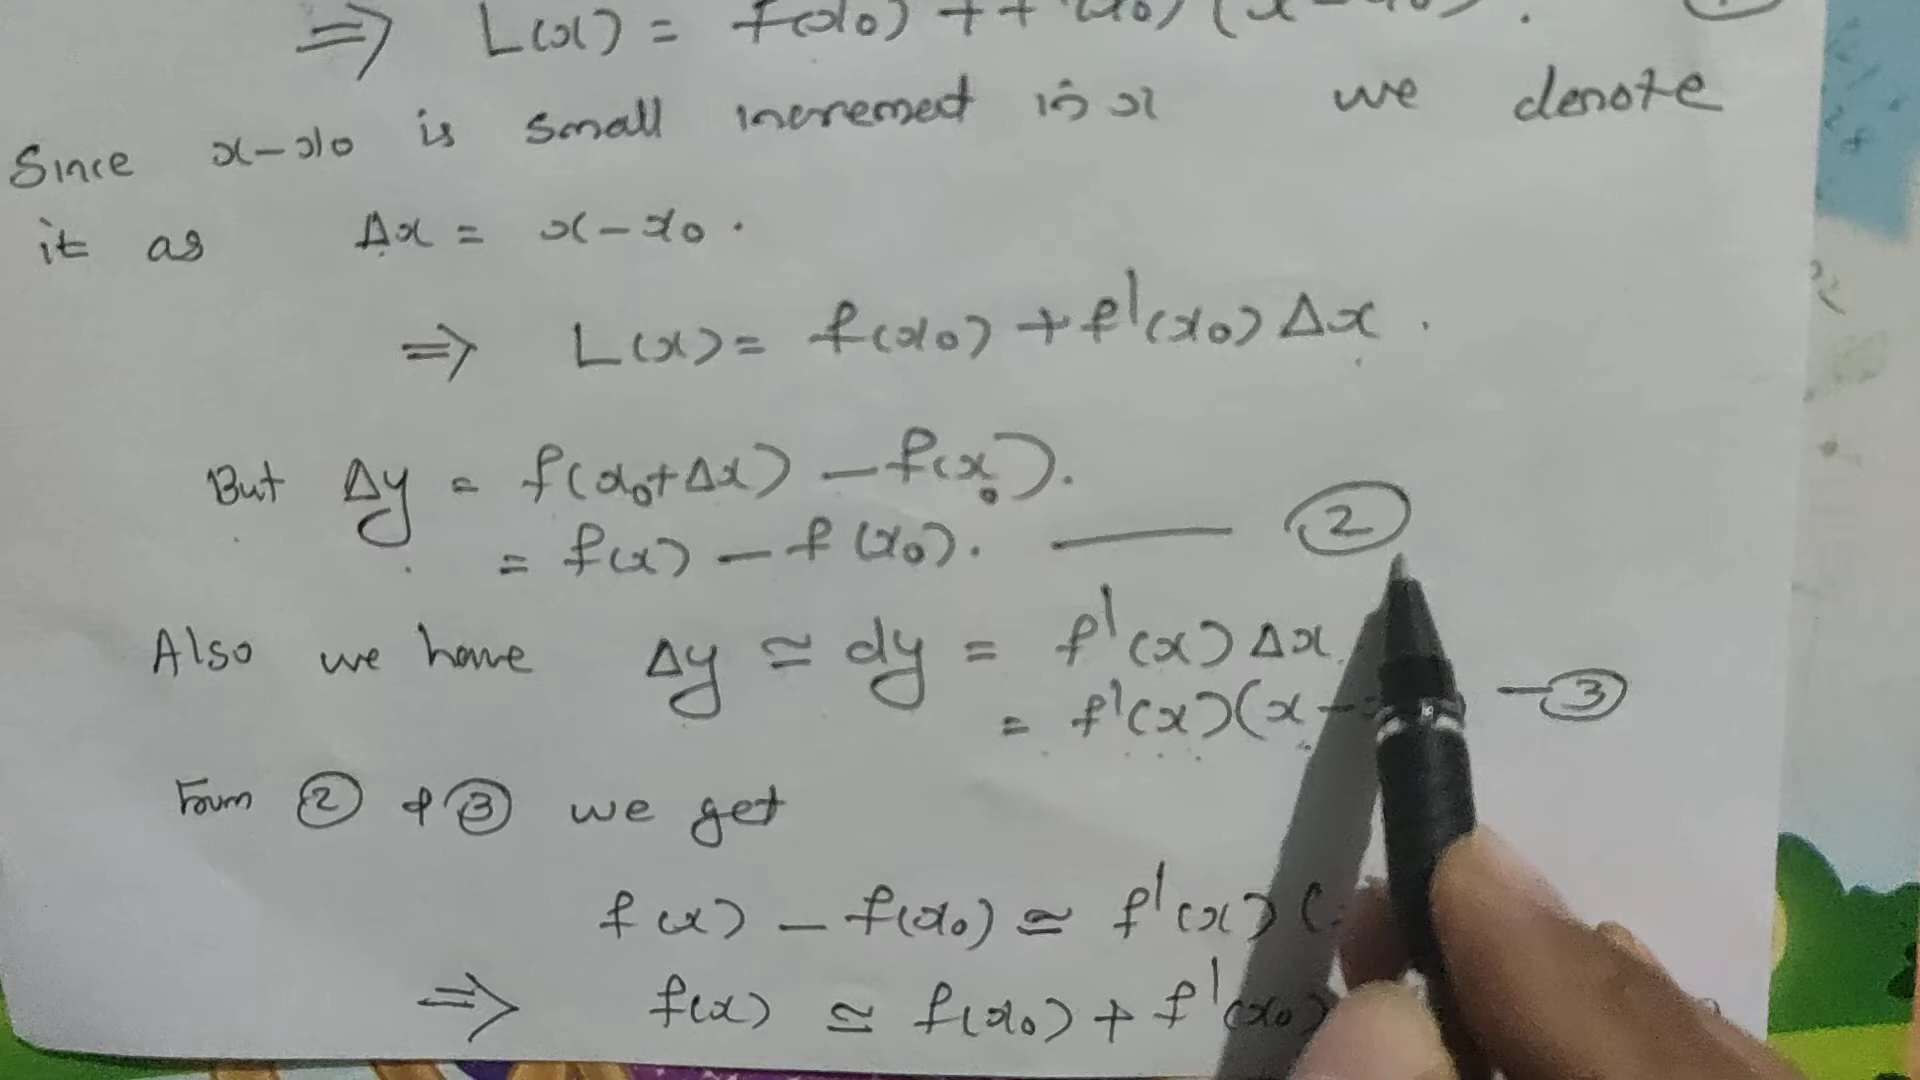 ⇒ L(x) = f(x₀) + f'(x₀) (x-x₀).
Since x-x₀ is small incremed in x we denote
it as Δx = x-x₀.
⇒ L(x) = f(x₀) + f'(x₀) Δx.
But Δy = f(x₀+Δx) - f(x₀).
= f(x) - f(x₀). —— ②
Also we have Δy ≃ dy = f'(x) Δx
= f'(x)(x- — ③
From ② & ③ we get
f(x) - f(x₀) ≃ f'(x) (
⇒ f(x) ≃ f(x₀) + f'(x₀)